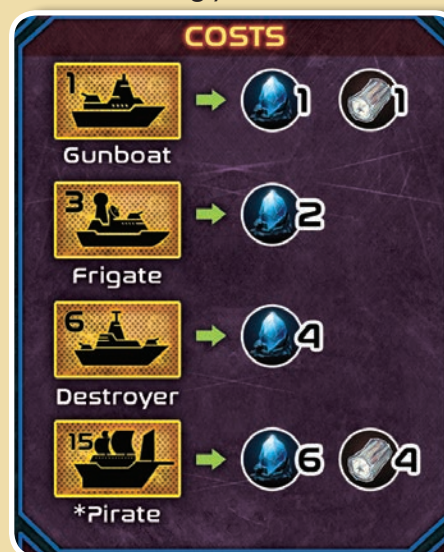 COSTS
1 1 1
Gunboat
3 2
Frigate
6 4
Destroyer
15 6 4
*Pirate